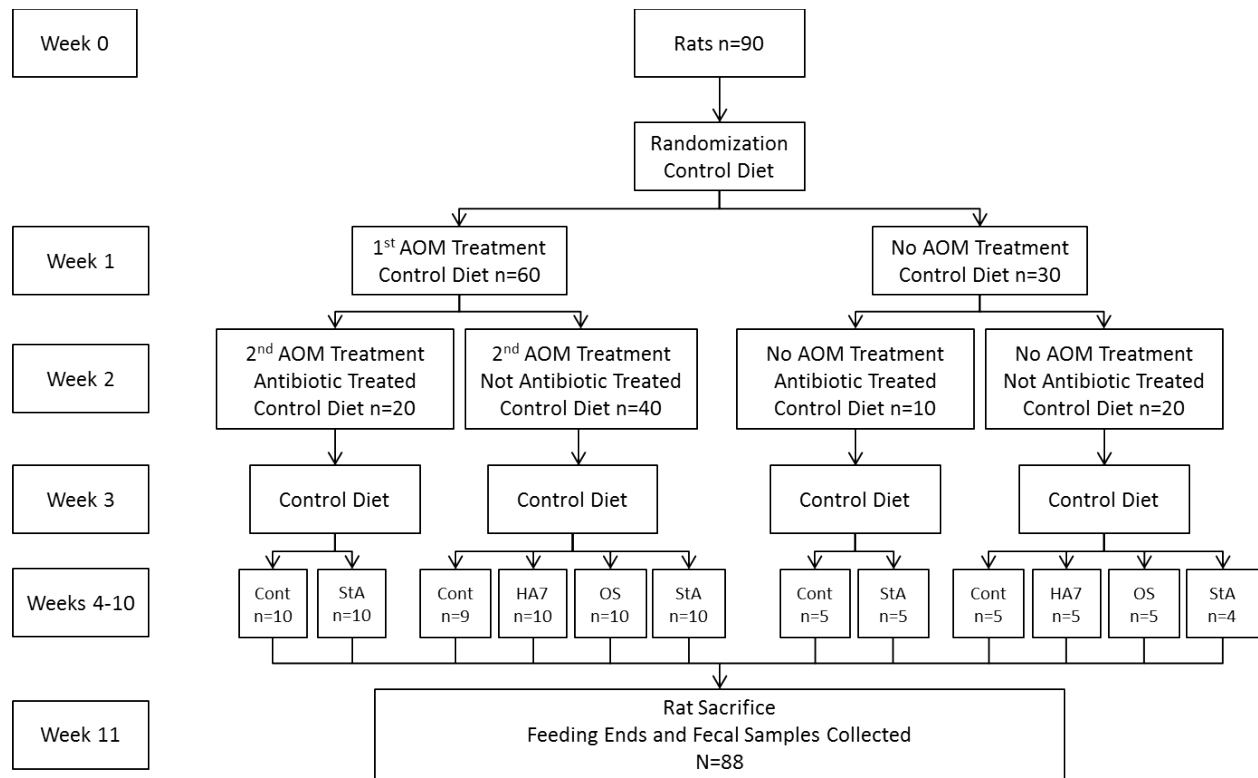 Week 0
Rats n=90
Randomization
Control Diet
Week 1
1st AOM Treatment
Control Diet n=60
No AOM Treatment
Control Diet n=30
Week 2
2nd AOM Treatment
Antibiotic Treated
Control Diet n=20
2nd AOM Treatment
Not Antibiotic Treated
Control Diet n=40
No AOM Treatment
Antibiotic Treated
Control Diet n=10
No AOM Treatment
Not Antibiotic Treated
Control Diet n=20
Week 3
Control Diet
Control Diet
Control Diet
Control Diet
Weeks 4-10
Cont
n=10
StA
n=10
Cont
n=9
HA7
n=10
OS
n=10
StA
n=10
Cont
n=5
StA
n=5
Cont
n=5
HA7
n=5
OS
n=5
StA
n=4
Week 11
Rat Sacrifice
Feeding Ends and Fecal Samples Collected
N=88